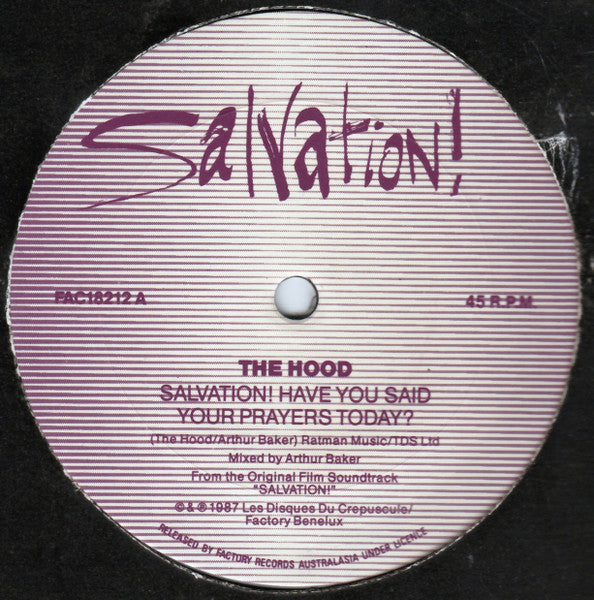 Salvation!
FAC18212 A
45 R.P.M.
THE HOOD
SALVATION! HAVE YOU SAID
YOUR PRAYERS TODAY?
(The Hood/Arthur Baker) Ratman Music/TDS Ltd
Mixed by Arthur Baker
From the Original Film Soundtrack
"SALVATION!"
© & ℗ 1987 Les Disques Du Crepuscule/
Factory Benelux
RELEASED BY FACTORY RECORDS AUSTRALASIA UNDER LICENCE